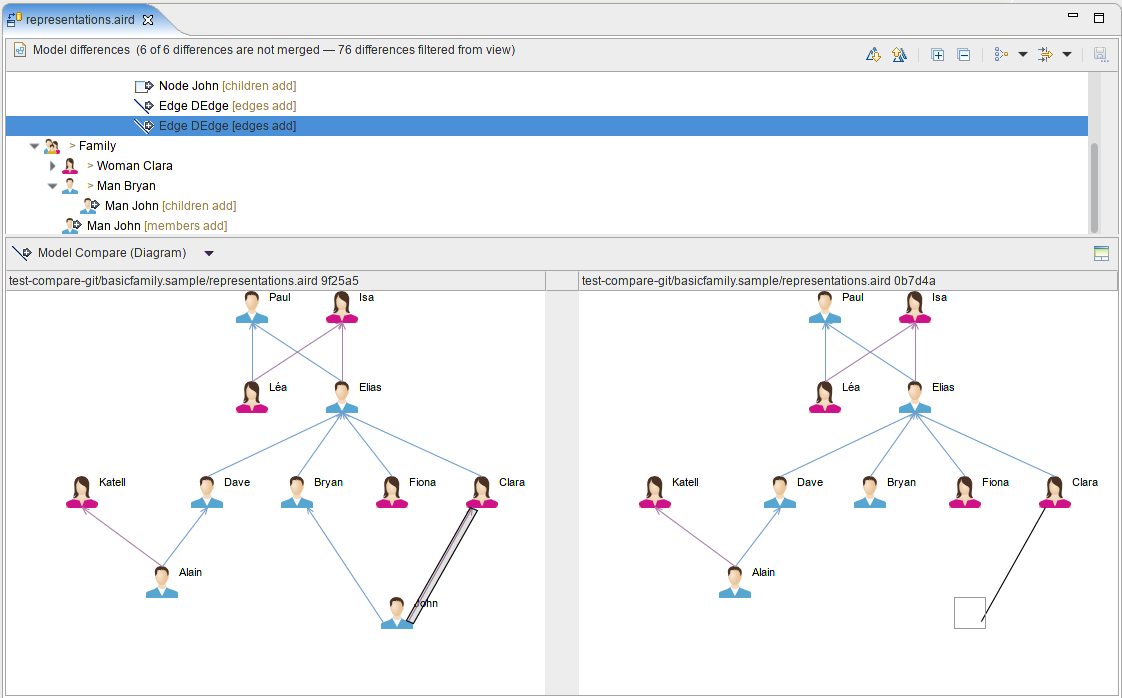 representations.aird
Model differences (6 of 6 differences are not merged — 76 differences filtered from view)
Node John [children add]
Edge DEdge [edges add]
Edge DEdge [edges add]
> Family
> Woman Clara
> Man Bryan
Man John [children add]
Man John [members add]
Model Compare (Diagram)
test-compare-git/basicfamily.sample/representations.aird 9f25a5
test-compare-git/basicfamily.sample/representations.aird 0b7d4a
Paul Isa
Léa Elias
Katell Dave Bryan Fiona Clara
Alain
John
Paul Isa
Léa Elias
Katell Dave Bryan Fiona Clara
Alain